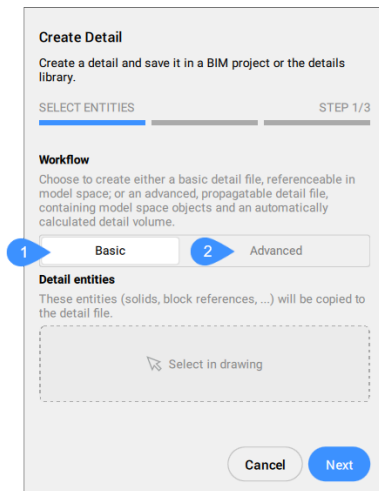 Create Detail
Create a detail and save it in a BIM project or the details
library.
SELECT ENTITIES STEP 1/3
Workflow
Choose to create either a basic detail file, referenceable in
model space; or an advanced, propagatable detail file,
containing model space objects and an automatically
calculated detail volume.
1 Basic 2 Advanced
Detail entities
These entities (solids, block references, ...) will be copied to
the detail file.
Select in drawing
Cancel Next